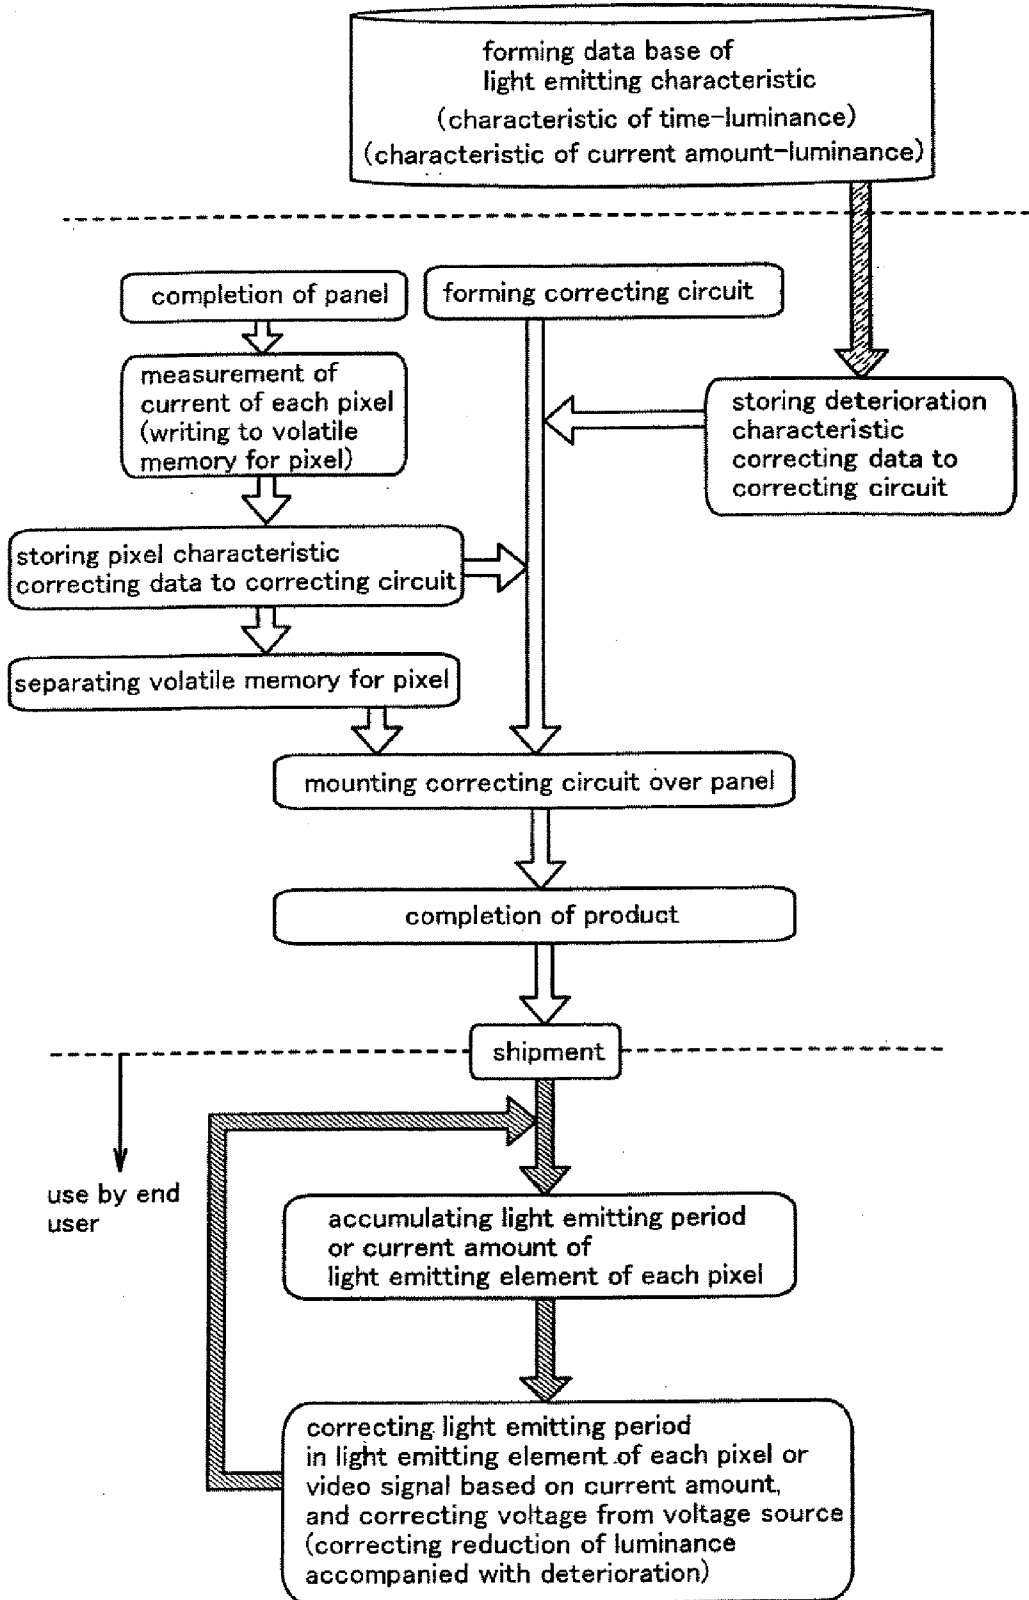 forming data base of
light emitting characteristic
(characteristic of time-luminance)
(characteristic of current amount-luminance)
completion of panel
forming correcting circuit
measurement of
current of each pixel
(writing to volatile
memory for pixel)
storing deterioration
characteristic
correcting data to
correcting circuit
storing pixel characteristic
correcting data to correcting circuit
separating volatile memory for pixel
mounting correcting circuit over panel
completion of product
shipment
use by end
user
accumulating light emitting period
or current amount of
light emitting element of each pixel
correcting light emitting period
in light emitting element of each pixel or
video signal based on current amount,
and correcting voltage from voltage source
(correcting reduction of luminance
accompanied with deterioration)